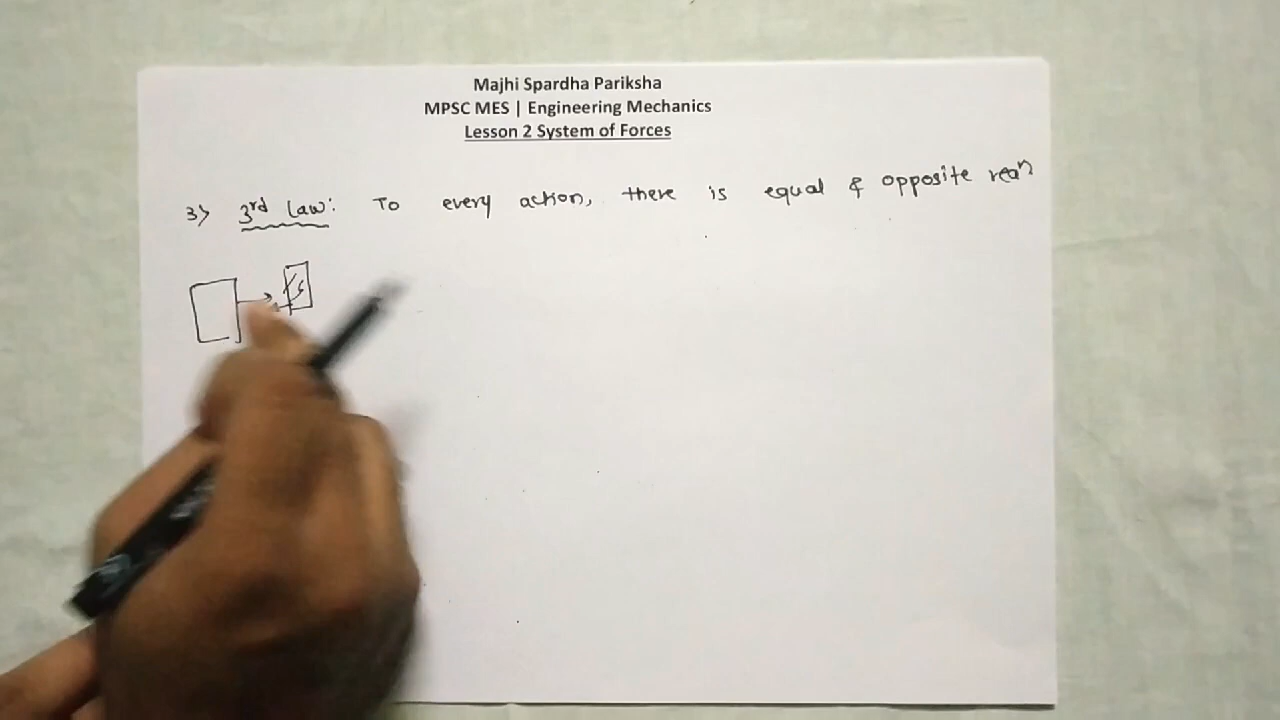 Majhi Spardha Pariksha
MPSC MES | Engineering Mechanics
Lesson 2 System of Forces
3) 3rd Law: To every action, there is equal & opposite rean